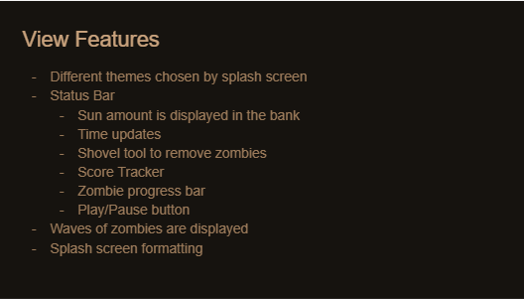 View Features
- Different themes chosen by splash screen
- Status Bar
- Sun amount is displayed in the bank
- Time updates
- Shovel tool to remove zombies
- Score Tracker
- Zombie progress bar
- Play/Pause button
- Waves of zombies are displayed
- Splash screen formatting